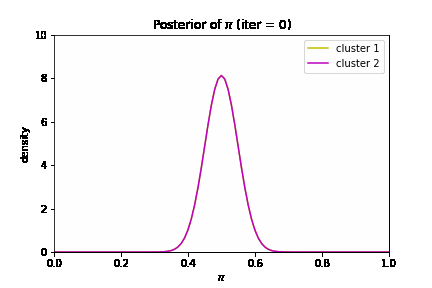 Posterior of π (iter = 0)
10
8
6
4
2
0
density
cluster 1
cluster 2
0.0 0.2 0.4 0.6 0.8 1.0
π